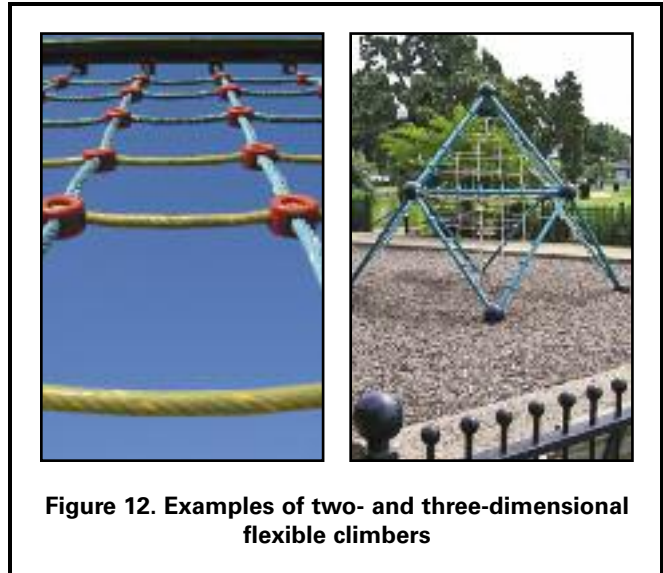 Figure 12. Examples of two- and three-dimensional
flexible climbers